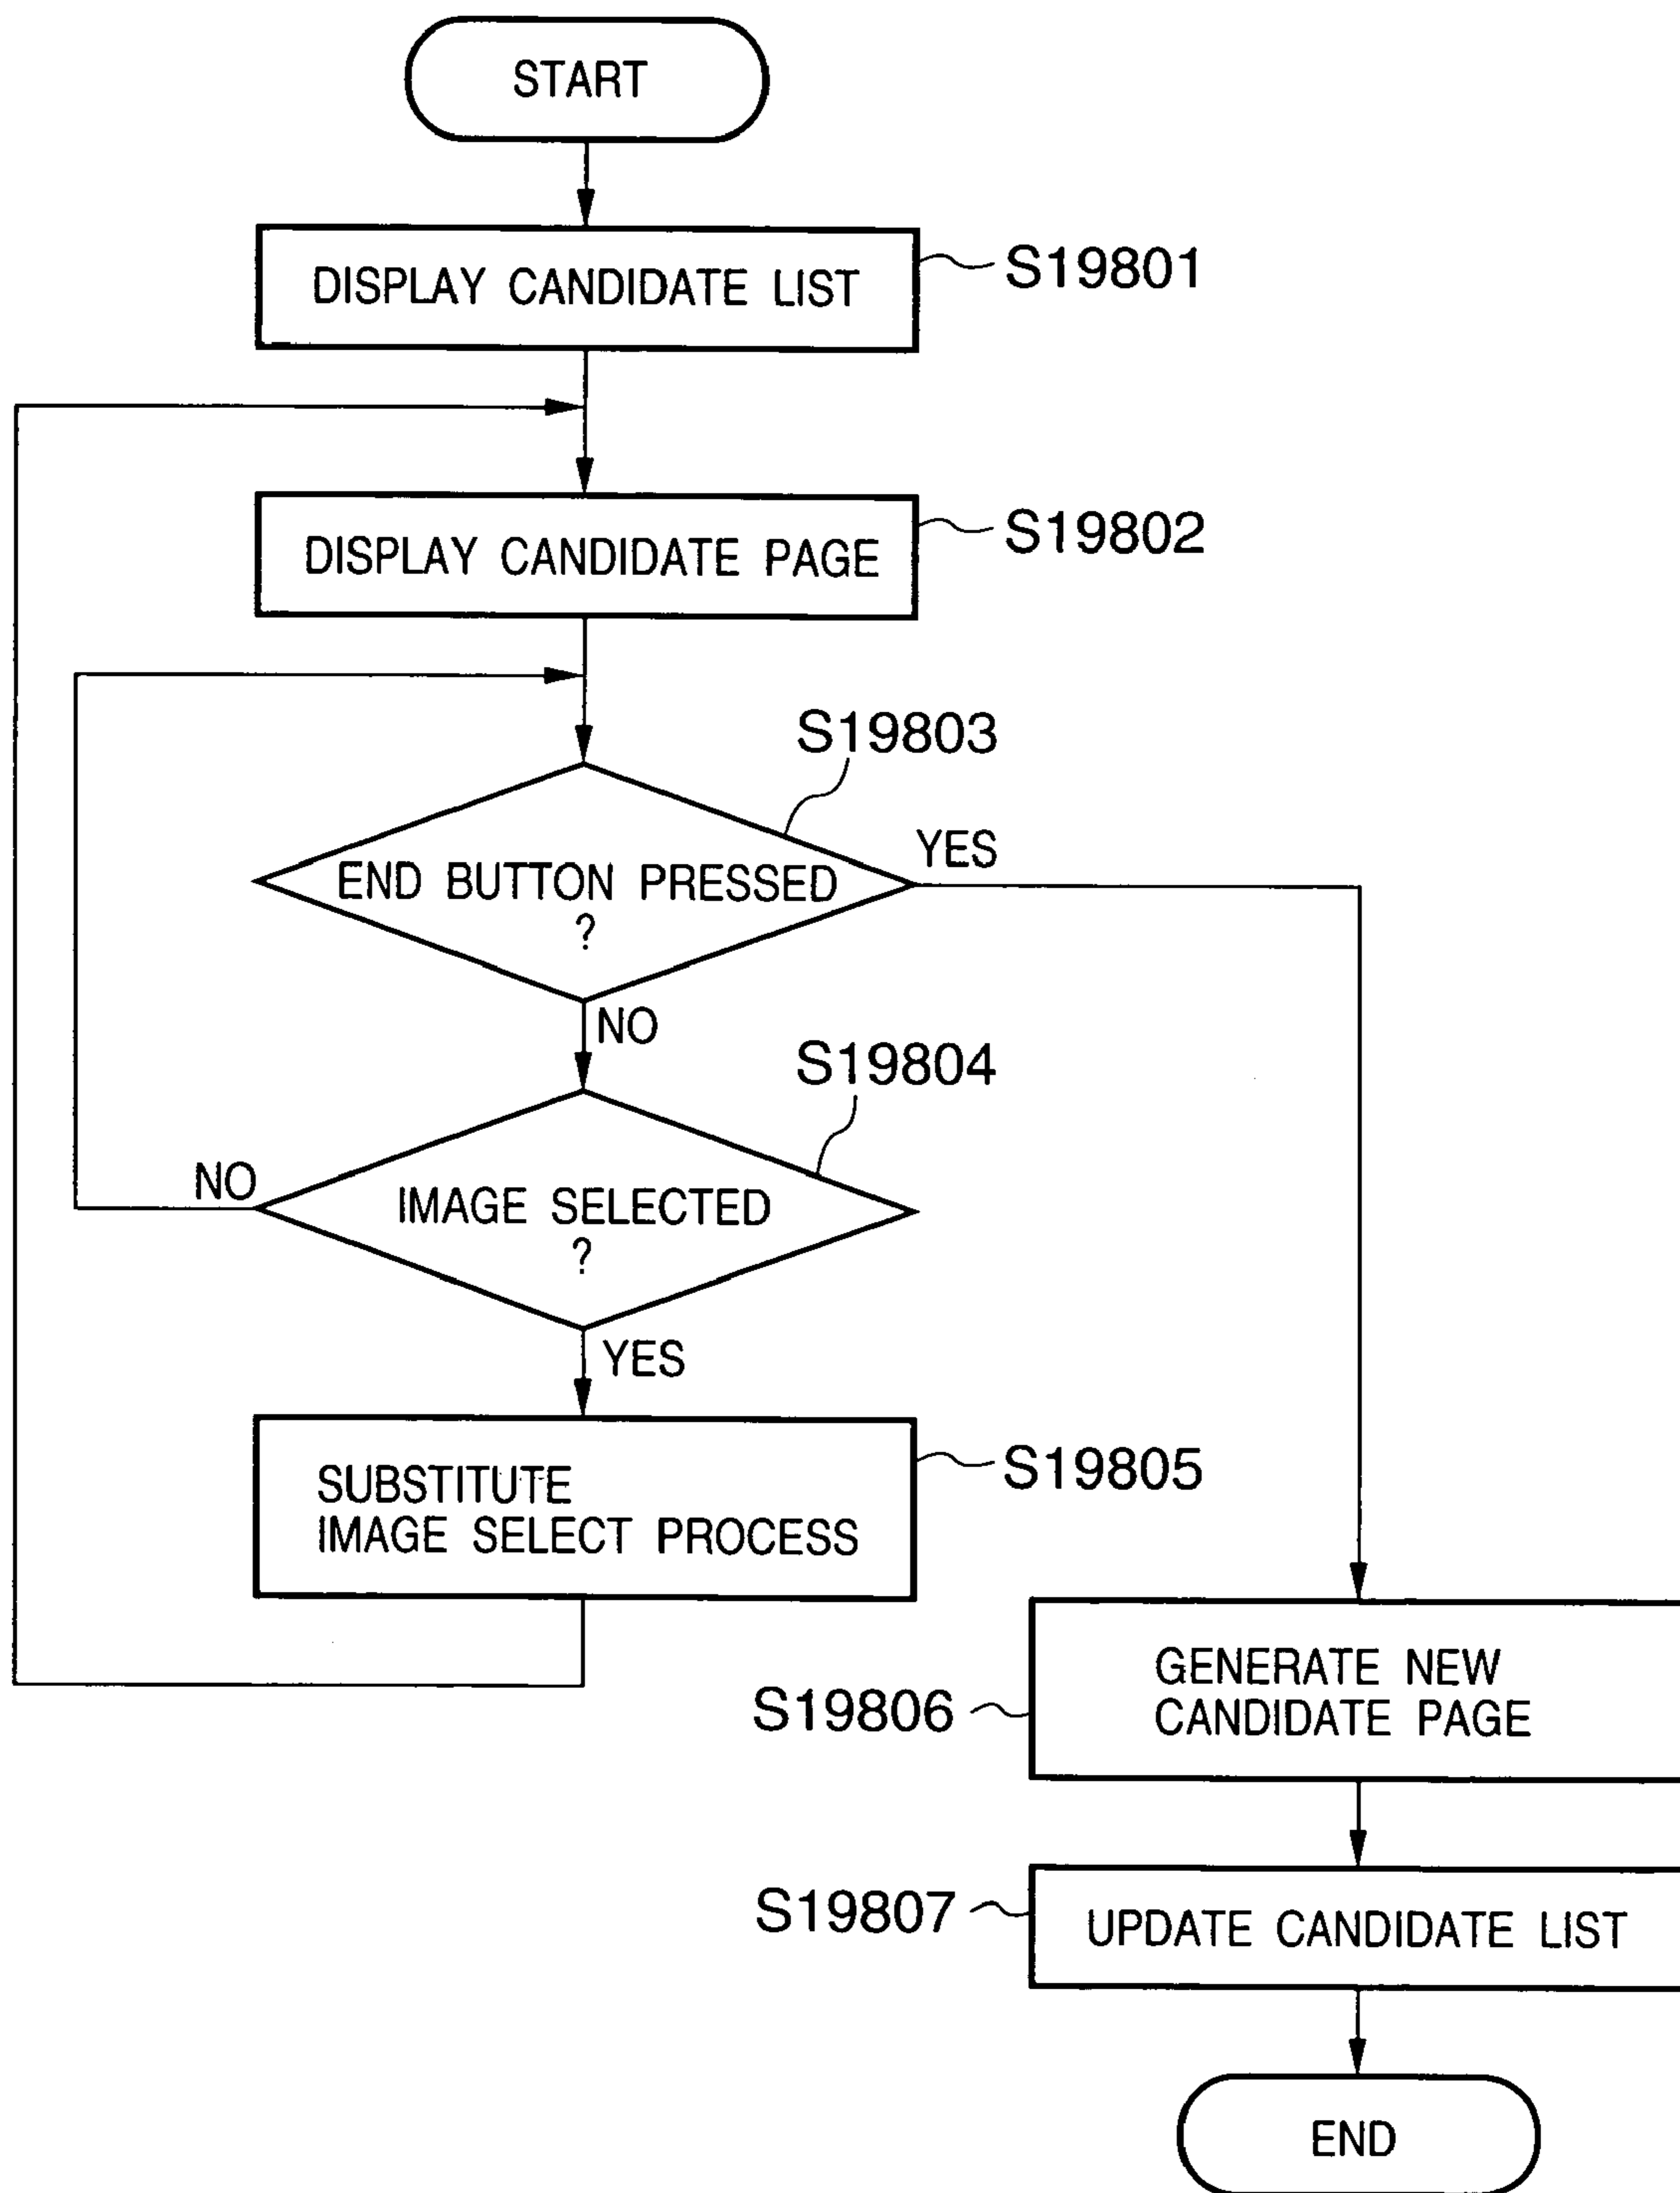 START
DISPLAY CANDIDATE LIST
S19801
DISPLAY CANDIDATE PAGE
S19802
S19803
END BUTTON PRESSED
?
YES
NO
S19804
IMAGE SELECTED
?
NO
YES
SUBSTITUTE
IMAGE SELECT PROCESS
S19805
GENERATE NEW
CANDIDATE PAGE
S19806
UPDATE CANDIDATE LIST
S19807
END